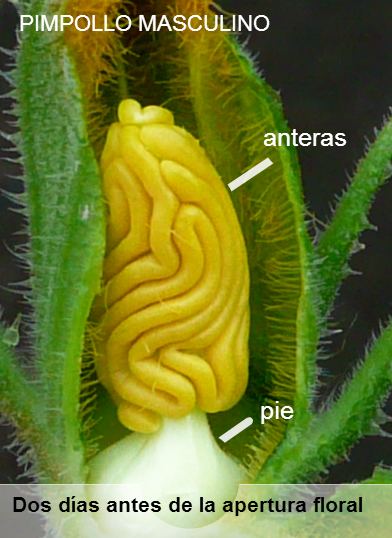 PIMPOLLO MASCULINO
anteras
pie
Dos días antes de la apertura floral